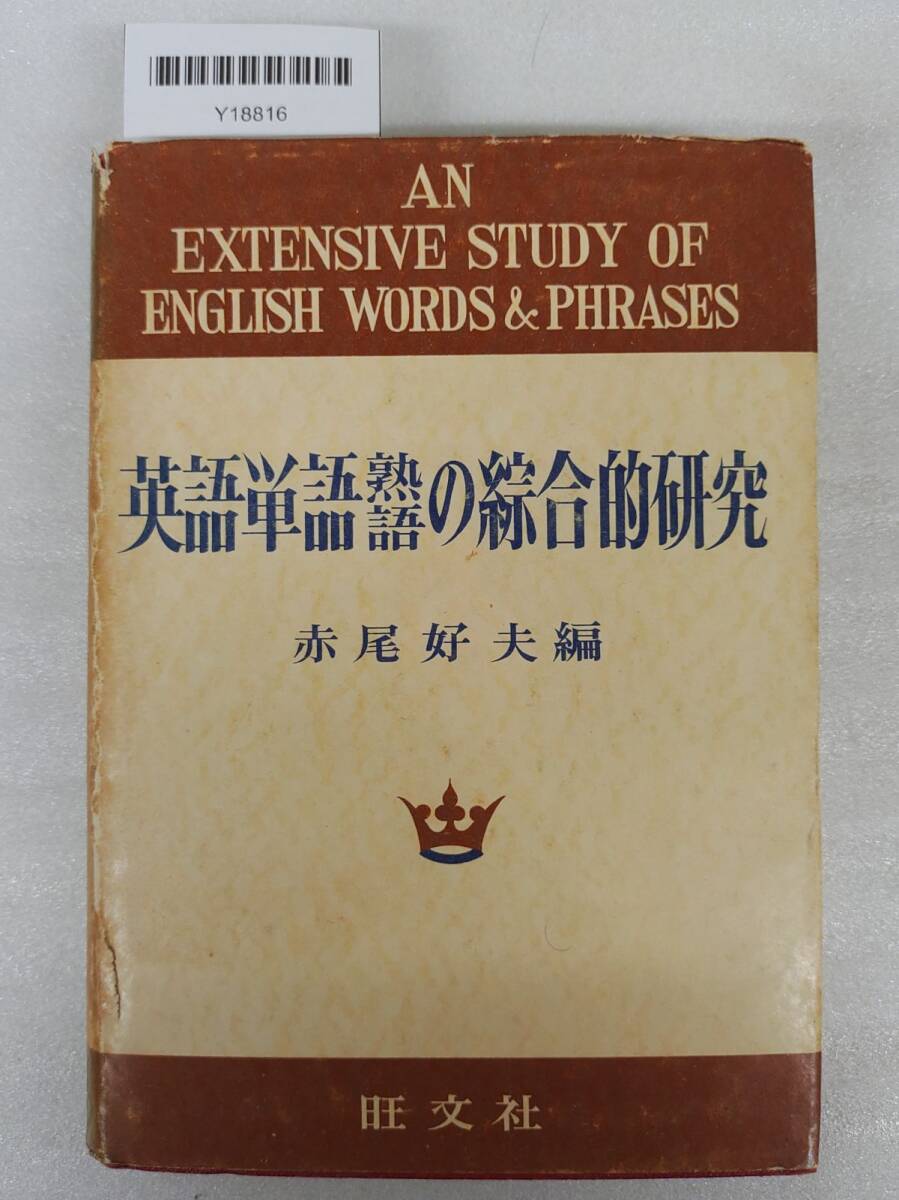 Y18816
AN
EXTENSIVE STUDY OF
ENGLISH WORDS & PHRASES
英語単語熟語の綜合的研究
赤尾好夫編
旺文社